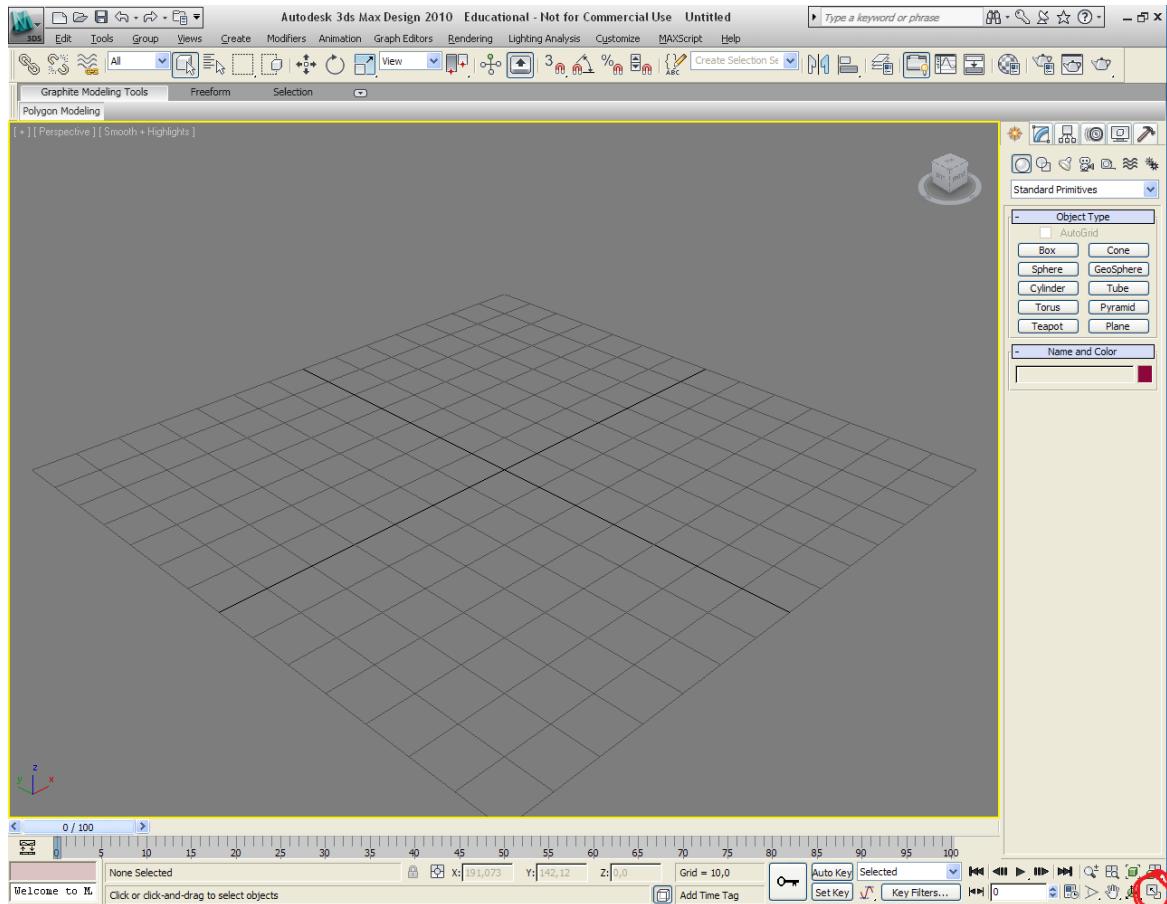 Autodesk 3ds Max Design 2010 Educational - Not for Commercial Use Untitled
Type a keyword or phrase
3DS
Edit Tools Group Views Create Modifiers Animation Graph Editors Rendering Lighting Analysis Customize MAXScript Help
All
View
3
%
ABC
Create Selection Se
Graphite Modeling Tools Freeform Selection
Polygon Modeling
[ + ] [ Perspective ] [ Smooth + Highlights ]
Standard Primitives
- Object Type
AutoGrid
Box Cone
Sphere GeoSphere
Cylinder Tube
Torus Pyramid
Teapot Plane
- Name and Color
z
y x
< 0 / 100 >
0 5 10 15 20 25 30 35 40 45 50 55 60 65 70 75 80 85 90 95 100
None Selected X: 191,073 Y: 142,12 Z: 0,0 Grid = 10,0 Auto Key Selected
Welcome to M. Click or click-and-drag to select objects Add Time Tag Set Key Key Filters... 0